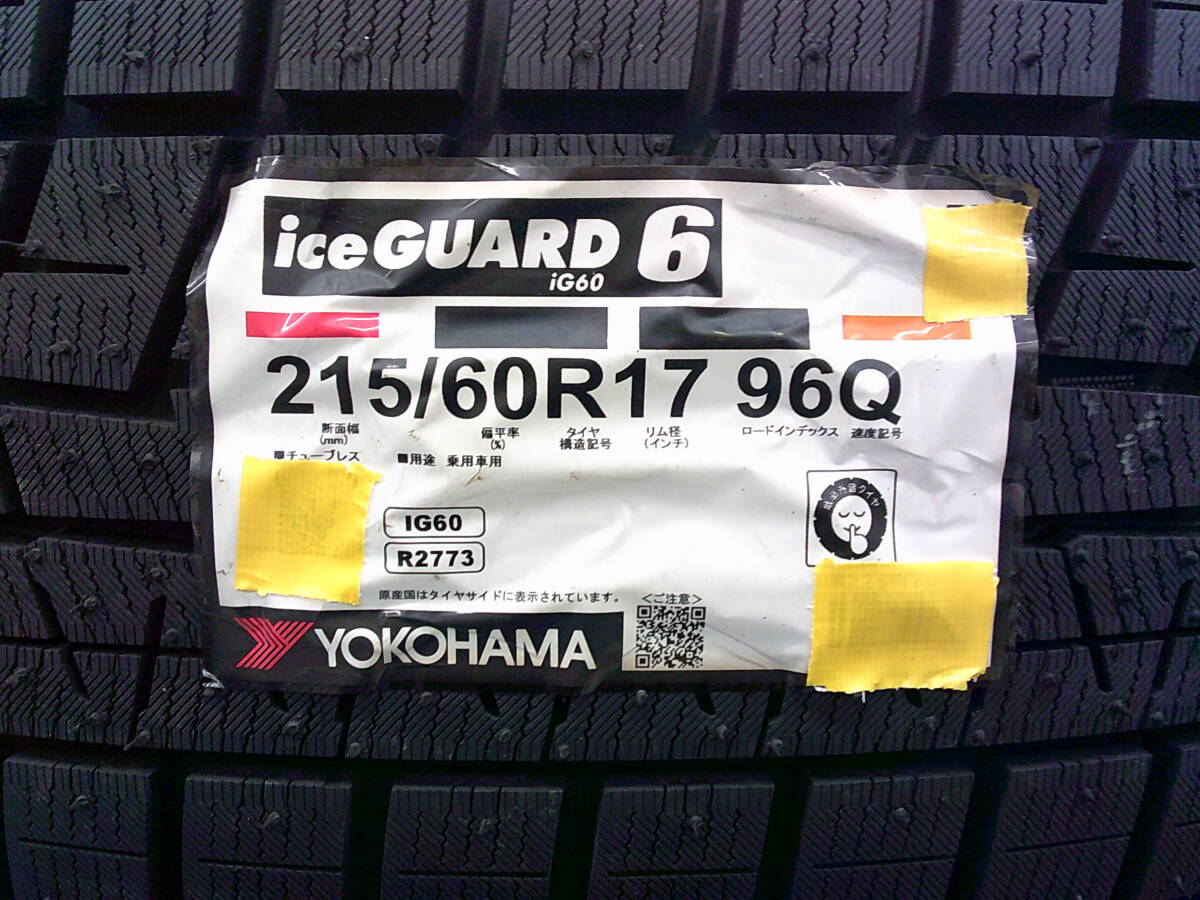 iceGUARD 6
iG60
215/60R17 96Q
断面幅 偏平率 タイヤ リム径 ロードインデックス 速度記号
(mm) (%) 構造記号 (インチ)
■チューブレス ■用途 乗用車用
IG60
R2773
原産国はタイヤサイドに表示されています。 <ご注意>
YOKOHAMA